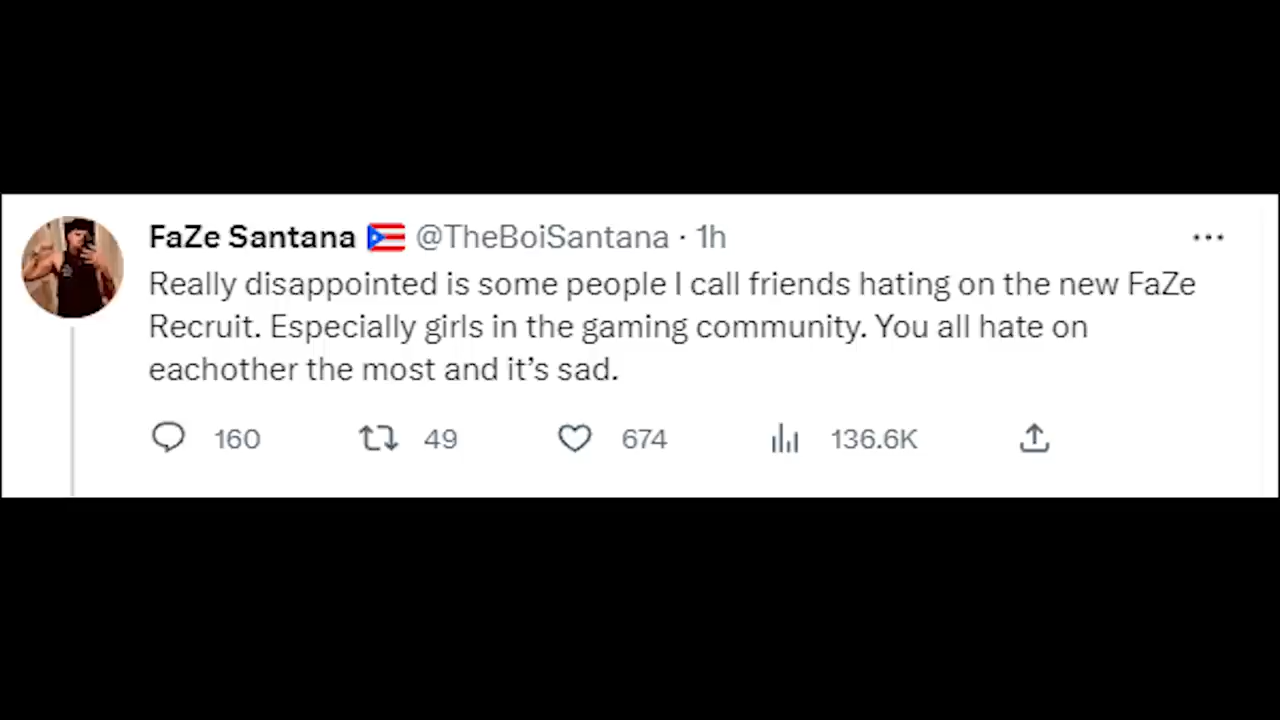 FaZe Santana 🇵🇷 @TheBoiSantana · 1h
Really disappointed is some people I call friends hating on the new FaZe
Recruit. Especially girls in the gaming community. You all hate on
eachother the most and it’s sad.
160 49 674 136.6K